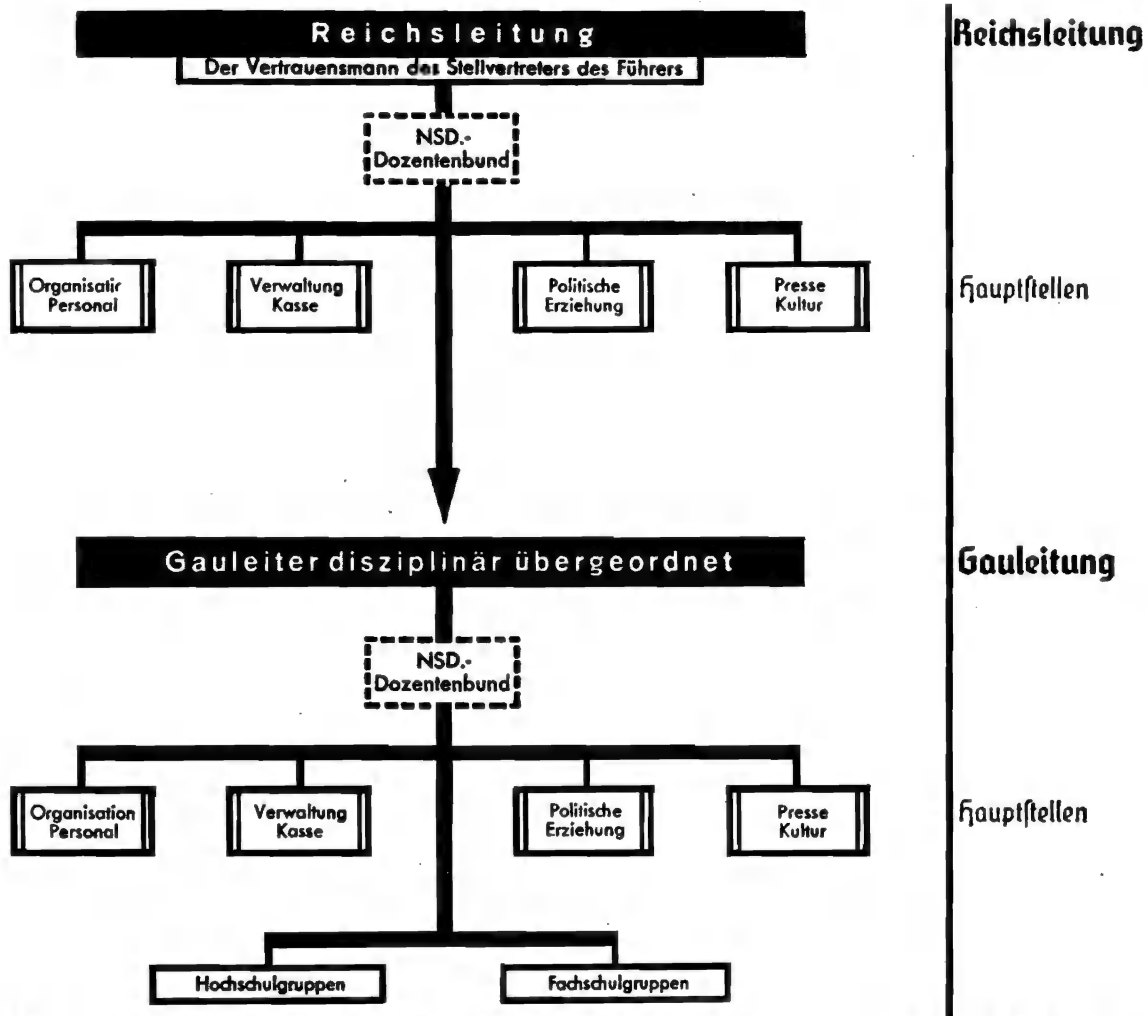 Reichsleitung
Reichsleitung
Der Vertrauensmann des Stellvertreters des Führers
NSD.-
Dozentenbund
Organisatir
Personal
Verwaltung
Kasse
Politische
Erziehung
Presse
Kultur
Hauptſtellen
Gauleiter disziplinär übergeordnet
Gauleitung
NSD.-
Dozentenbund
Organisation
Personal
Verwaltung
Kasse
Politische
Erziehung
Presse
Kultur
Hauptſtellen
Hochschulgruppen
Fachschulgruppen